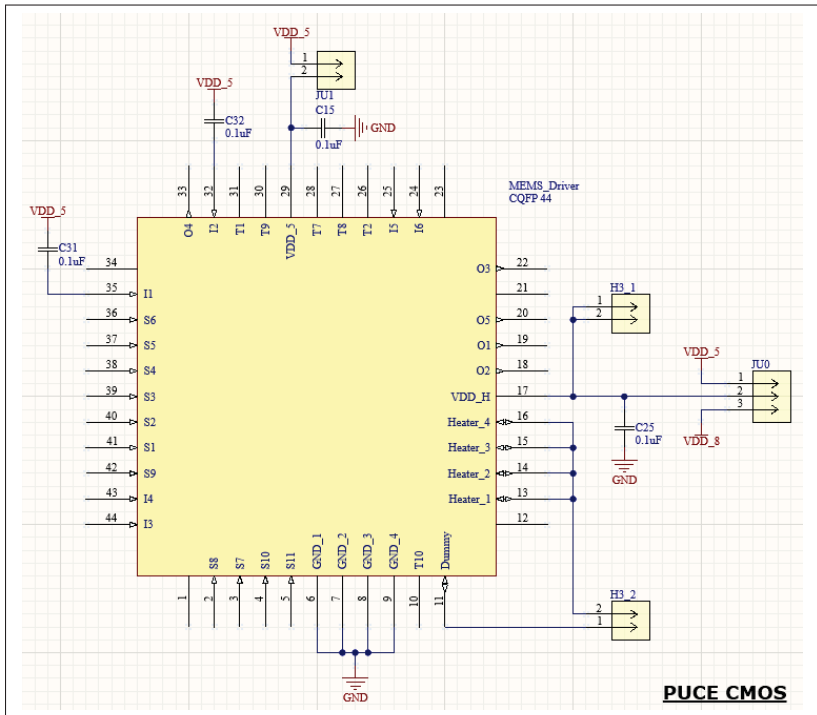 VDD_5
1
2
JU1
VDD_5
C32
0.1uF
C15
0.1uF
GND
33
32
31
30
29
28
27
26
25
24
23
MEMS_Driver
CQFP 44
O4
I2
T1
T9
VDD_5
T7
T8
T2
I5
I6
VDD_5
C31
0.1uF
34
35 I1
36 S6
37 S5
38 S4
39 S3
40 S2
41 S1
42 S9
43 I4
44 I3
O3 22
21
O5 20
O1 19
O2 18
VDD_H 17
Heater_4 16
Heater_3 15
Heater_2 14
Heater_1 13
12
H3_1
1
2
VDD_5
JU0
1
2
3
VDD_8
C25
0.1uF
GND
S8
S7
S10
S11
GND_1
GND_2
GND_3
GND_4
T10
Dummy
1
2
3
4
5
6
7
8
9
10
11
H3_2
2
1
GND
PUCE CMOS